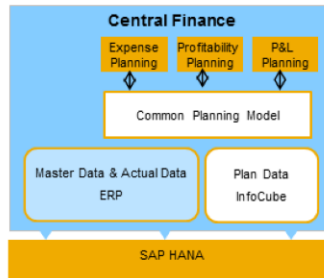 Central Finance
Expense Profitability P&L
Planning Planning Planning
Common Planning Model
Master Data & Actual Data
ERP
Plan Data
InfoCube
SAP HANA